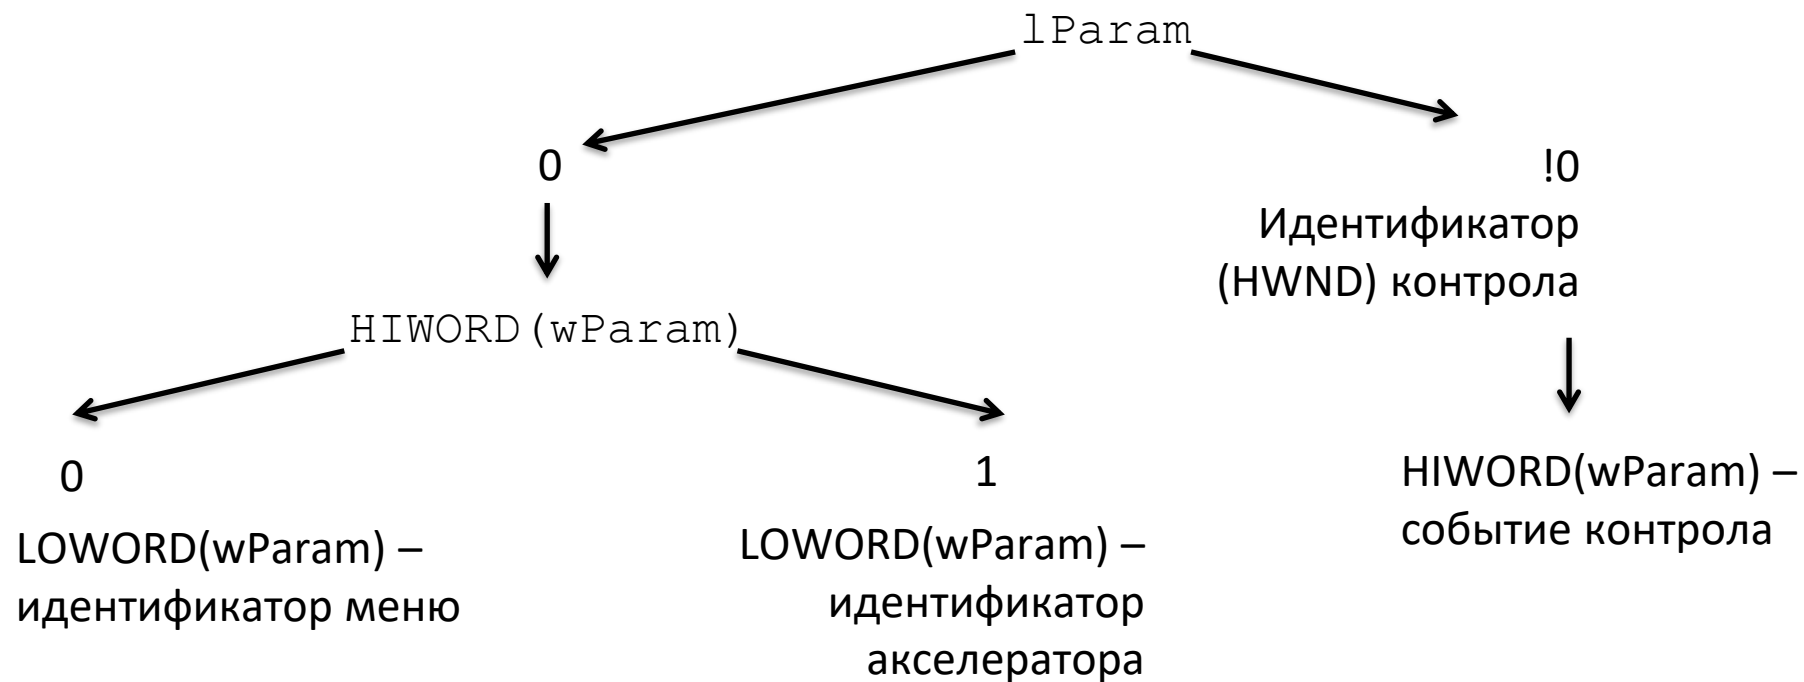 lParam
0
!0
Идентификатор
(HWND) контрола
HIWORD(wParam)
0
LOWORD(wParam) –
идентификатор меню
1
LOWORD(wParam) –
идентификатор
акселератора
HIWORD(wParam) –
событие контрола